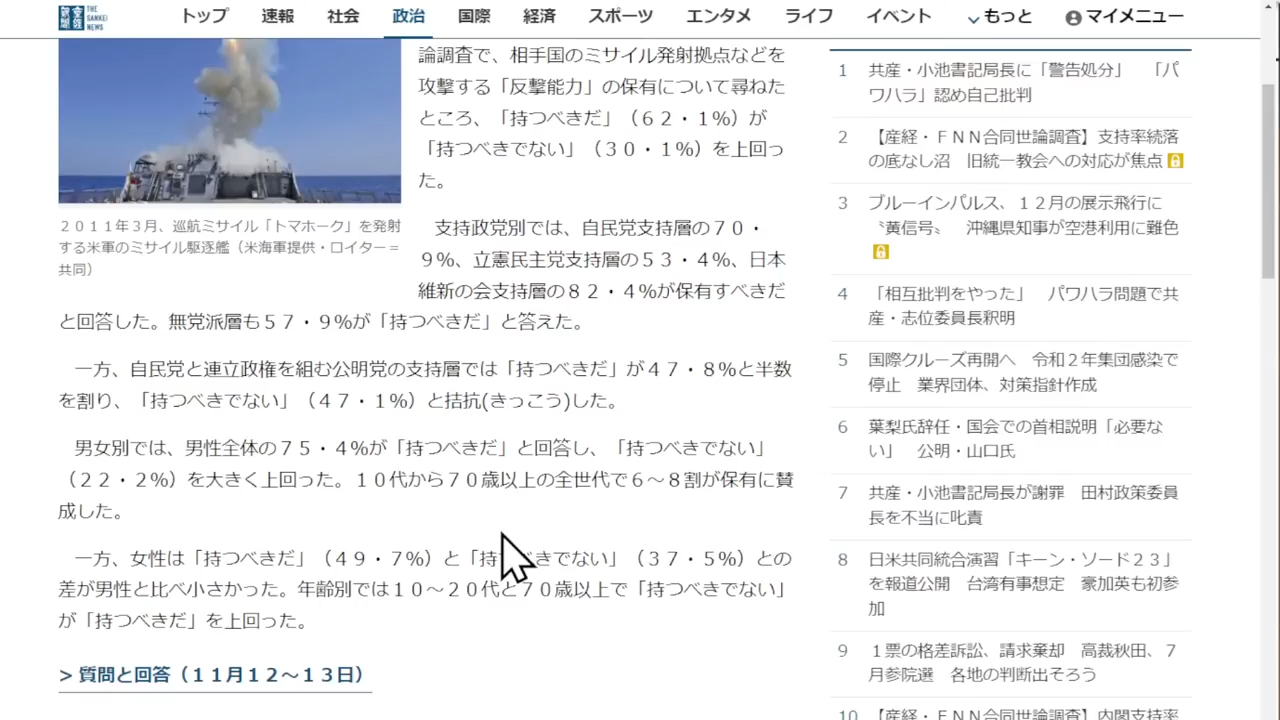 産経新聞
THE SANKEI NEWS
トップ 速報 社会 政治 国際 経済 スポーツ エンタメ ライフ イベント もっと マイメニュー
論調査で、相手国のミサイル発射拠点などを
攻撃する「反撃能力」の保有について尋ねた
ところ、「持つべきだ」（６２・１％）が
「持つべきでない」（３０・１％）を上回っ
た。
２０１１年３月、巡航ミサイル「トマホーク」を発射
する米軍のミサイル駆逐艦（米海軍提供・ロイター＝
共同）
支持政党別では、自民党支持層の７０・
９％、立憲民主党支持層の５３・４％、日本
維新の会支持層の８２・４％が保有すべきだ
と回答した。無党派層も５７・９％が「持つべきだ」と答えた。
一方、自民党と連立政権を組む公明党の支持層では「持つべきだ」が４７・８％と半数
を割り、「持つべきでない」（４７・１％）と拮抗(きっこう)した。
男女別では、男性全体の７５・４％が「持つべきだ」と回答し、「持つべきでない」
（２２・２％）を大きく上回った。１０代から７０歳以上の全世代で６～８割が保有に賛
成した。
一方、女性は「持つべきだ」（４９・７％）と「持つべきでない」（３７・５％）との
差が男性と比べ小さかった。年齢別では１０～２０代と７０歳以上で「持つべきでない」
が「持つべきだ」を上回った。
> 質問と回答（１１月１２～１３日）
1 共産・小池書記局長に「警告処分」　「パ
ワハラ」認め自己批判
2 【産経・ＦＮＮ合同世論調査】支持率続落
の底なし沼　旧統一教会への対応が焦点
3 ブルーインパルス、１２月の展示飛行に
〝黄信号〟　沖縄県知事が空港利用に難色
4 「相互批判をやった」　パワハラ問題で共
産・志位委員長釈明
5 国際クルーズ再開へ　令和２年集団感染で
停止　業界団体、対策指針作成
6 葉梨氏辞任・国会での首相説明「必要な
い」　公明・山口氏
7 共産・小池書記局長が謝罪　田村政策委員
長を不当に叱責
8 日米共同統合演習「キーン・ソード２３」
を報道公開　台湾有事想定　豪加英も初参
加
9 １票の格差訴訟、請求棄却　高裁秋田、７
月参院選　各地の判断出そろう
10 【産経・ＦＮＮ合同世論調査】内閣支持率